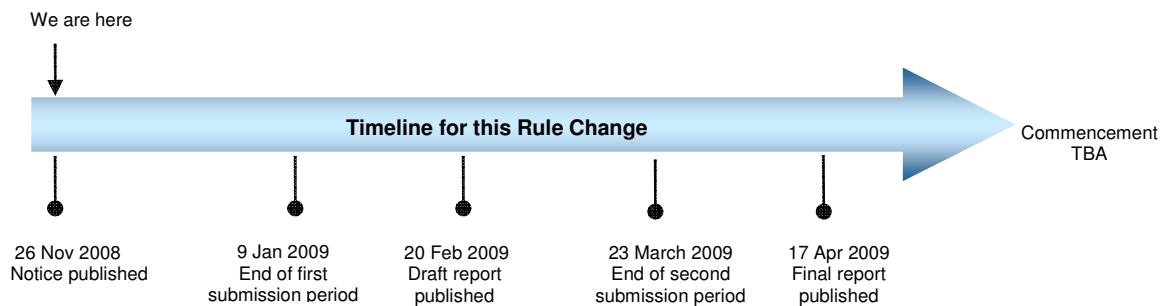 We are here
Timeline for this Rule Change
Commencement
TBA
26 Nov 2008
Notice published
9 Jan 2009
End of first
submission period
20 Feb 2009
Draft report
published
23 March 2009
End of second
submission period
17 Apr 2009
Final report
published